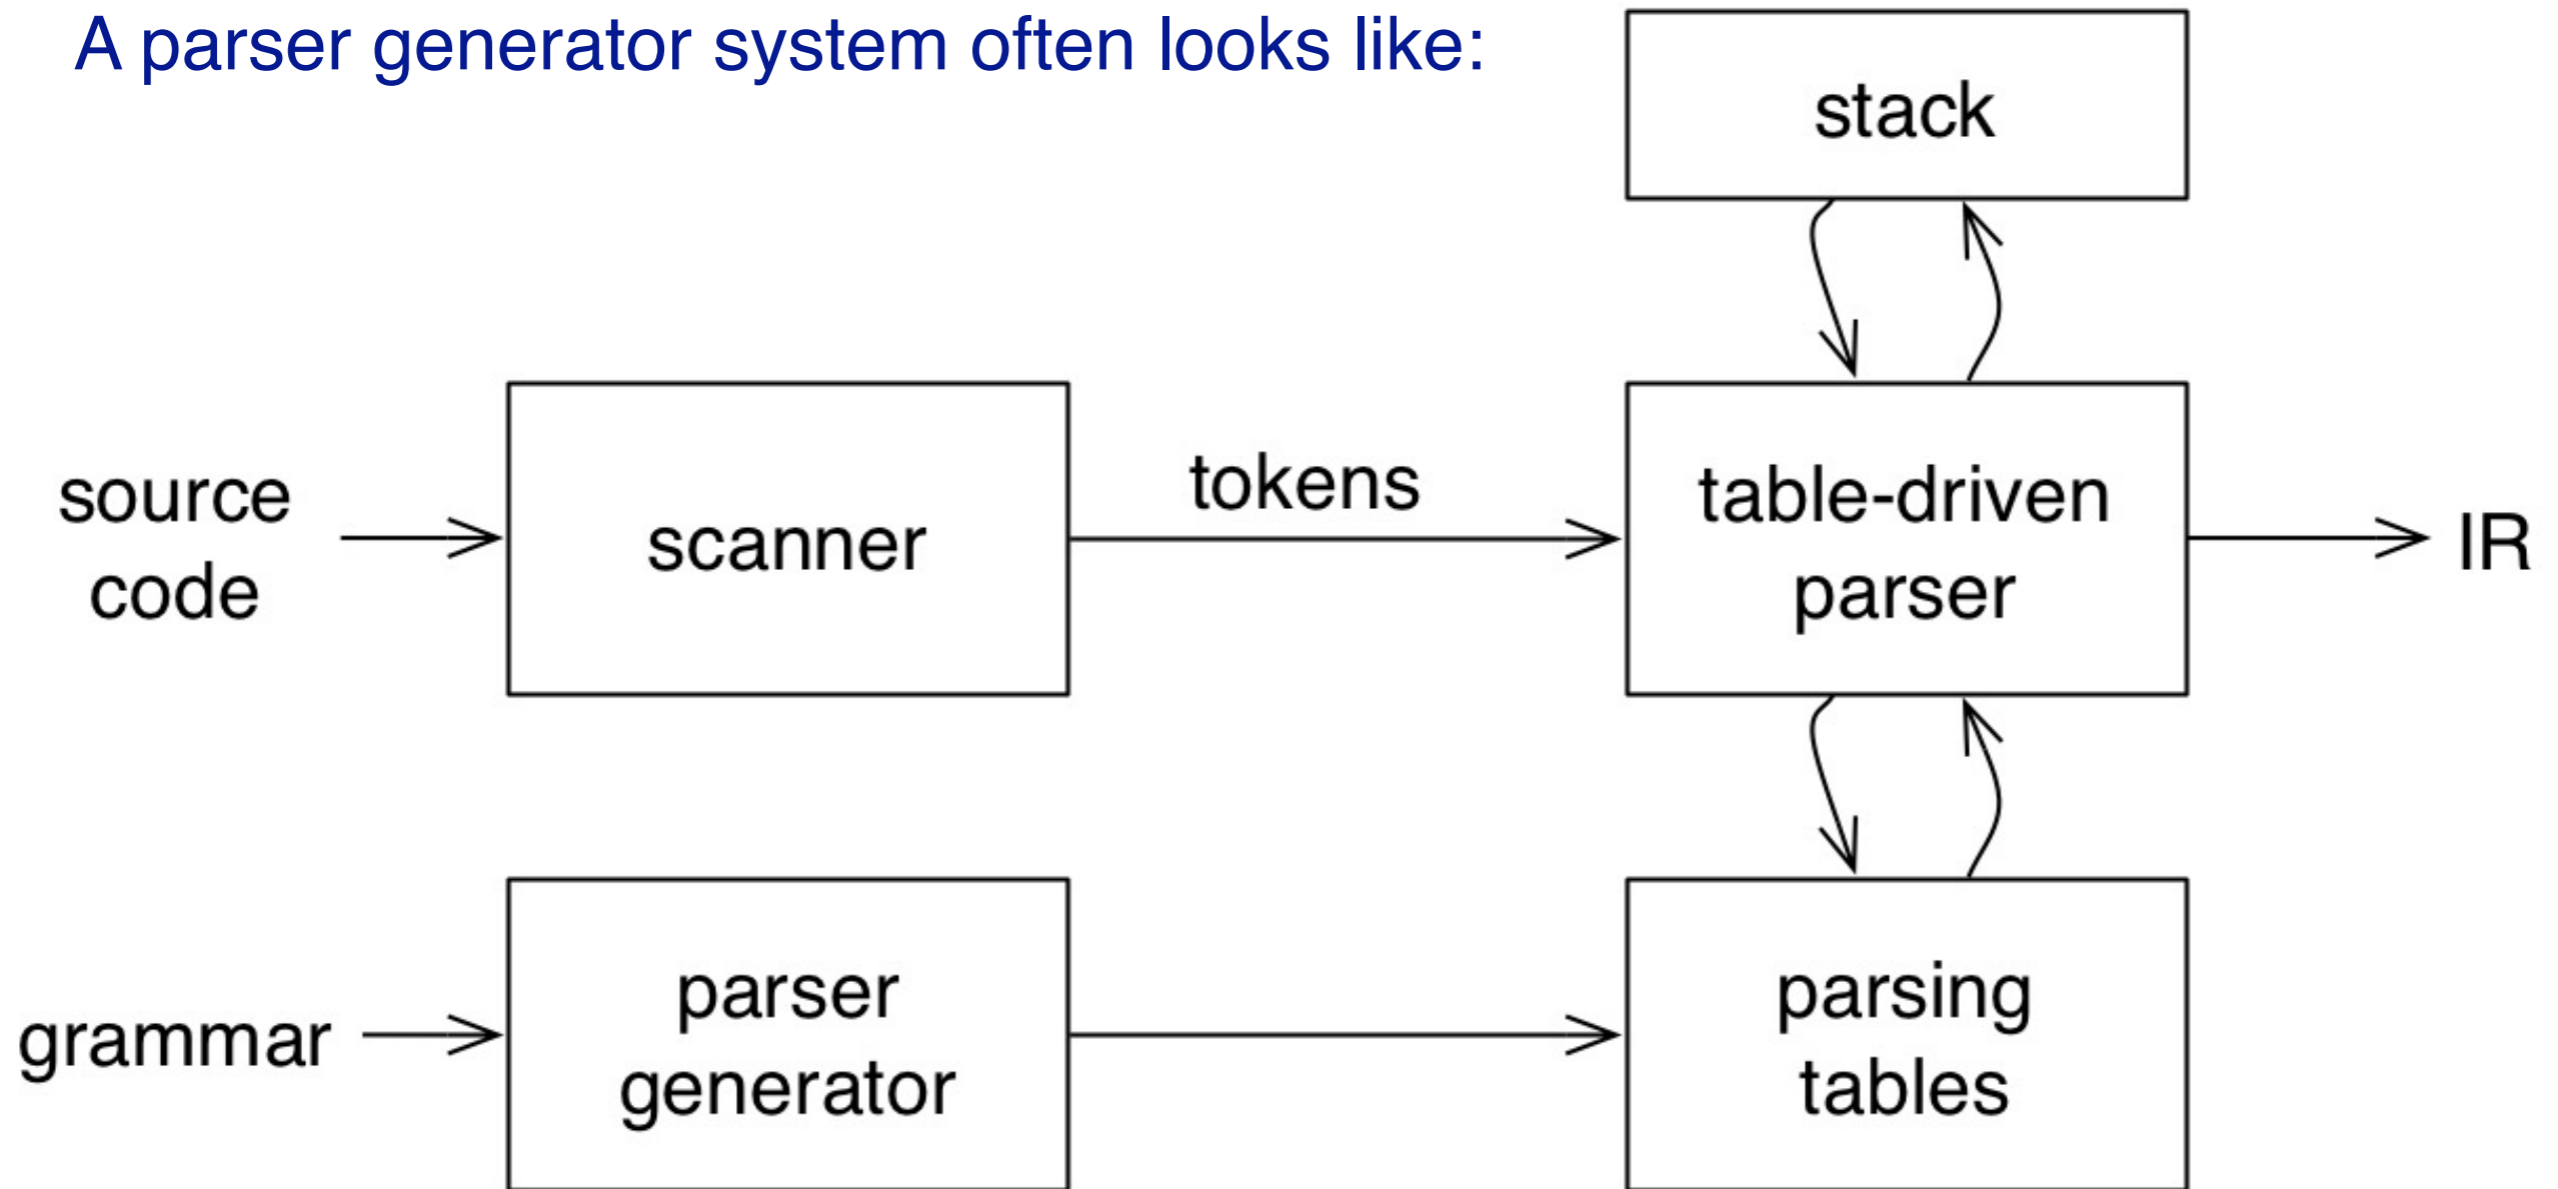 A parser generator system often looks like:
stack
source
code
scanner
tokens
table-driven
parser
IR
grammar
parser
generator
parsing
tables